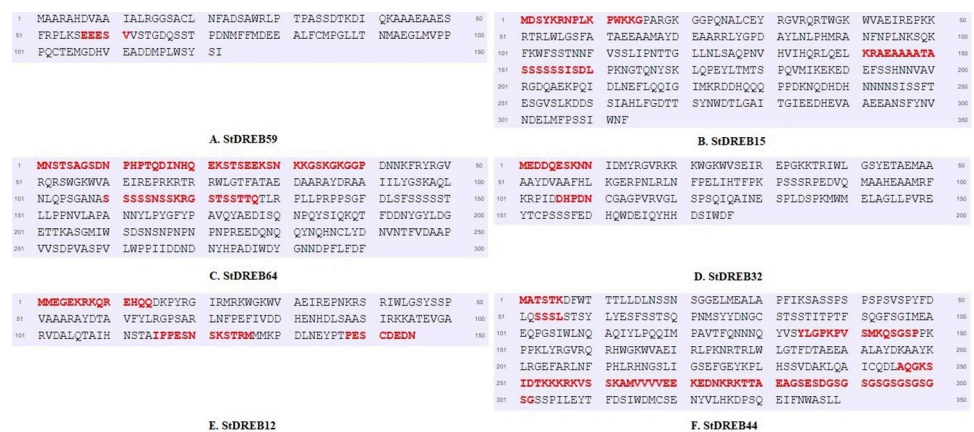 1 MAARAHDVAA IALRGGSACL NFADSAWRLP TPASSDTKDI QKAAAEAAES 50
51 FRPLKSEEES VVSTGDQSST PDNMFFMDEE ALFCMPGLLT NMAEGLMVPP 100
101 PQCTEMGDHV EADDMPLWSY SI 150
A. StDREB59
1 MDSYKRNPLK PWKKGPARGK GGPQNALCEY RGVRQRTWGK WVAEIREPKK 50
51 RTRLWLGSFA TAEEAAMAYD EAARRLYGPD AYLNLPHMRA NFNPLNKSQK 100
101 FKWFSSTNNF VSSLIPNTTG LLNLSAQPNV HVIHQRLQEL KRAEAAAATA 150
151 SSSSSSISDL PKNGTQNYSK LQPEYLTMTS PQVMIKEKED EFSSHNNVAV 200
201 RGDQAEKPQI DLNEFLQQIG IMKRDDHQQQ PPDKNQDHDH NNNNSISSFT 250
251 ESGVSLKDDS SIAHLFGDTT SYNWDTLGAI TGIEEDHEVA AEEANSFYNV 300
301 NDELMFPSSI WNF 350
B. StDREB15
1 MNSTSAGSDN PHPTQDINHQ EKSTSEEKSN KKGSKGKGGP DNNKFRYRGV 50
51 RQRSWGKWVA EIREPRKRTR RWLGTFATAE DAARAYDRAA IILYGSKAQL 100
101 NLQPSGANAS SSSSNSSKRG STSSTTQTLR PLLPRPPSGF DLSFSSSSST 150
151 LLPPNVLAPA NNYLPYGFYP AVQYAEDISQ NPQYSIQKQT FDDNYGYLDG 200
201 ETTKASGMIW SDSNSNPNPN PNPREEDQNQ QYNQHNCLYD NVNTFVDAAP 250
251 VVSDPVASPV LWPPIIDDND NYHPADIWDY GNNDPFLFDF 300
C. StDREB64
1 MEDDQESKNN IDMYRGVRKR KWGKWVSEIR EPGKKTRIWL GSYETAEMAA 50
51 AAYDVAAFHL KGERPNLRLN FPELIHTFPK PSSSRPEDVQ MAAHEAAMRF 100
101 KRPIDDHPDN CGAPVRVGL SPSQIQAINE SPLDSPKMWM ELAGLLPVRE 150
151 YTCPSSSFED HQWDEIQYHH DSIWDF 200
D. StDREB32
1 MMEGEKRKQR EHQQDKPYRG IRMRKWGKWV AEIREPNKRS RIWLGSYSSP 50
51 VAAARAYDTA VFYLRGPSAR LNFPEFIVDD HENHDLSAAS IRKKATEVGA 100
101 RVDALQTAIH NSTAIPPESN SKSTRMMMKP DLNEYPTPES CDEDN 150
E. StDREB12
1 MATSTKDFWT TTLLDLNSSN SGGELMEALA PFIKSASSPS SPSPSVSPYFD 50
51 LQSSSLSTSY LYESFSSTSQ PNMSYYDNGC STSSTITPTF SQGFSGIMEA 100
101 EQPGSIWLNQ AQIYLPQQIM PAVTFQNNNQ YVSYLGPKPV SMKQSGSPPK 150
151 PPKLYRGVRQ RHWGKWVAEI RLPKNRTRLW LGTFDTAEEA ALAYDKAAYK 200
201 LRGEFARLNF PHLRHNGSLI GSEFGEYKPL HSSVDAKLQA ICQDLAQGKS 250
251 IDTKKKRKVS SKAMVVVVEE KEDNKRKTTA EAGSESDGSG SGSGSGSGSG 300
301 SGSSPILEYT FDSIWDMCSE NYVLHKDPSQ EIFNWASLL 350
F. StDREB44